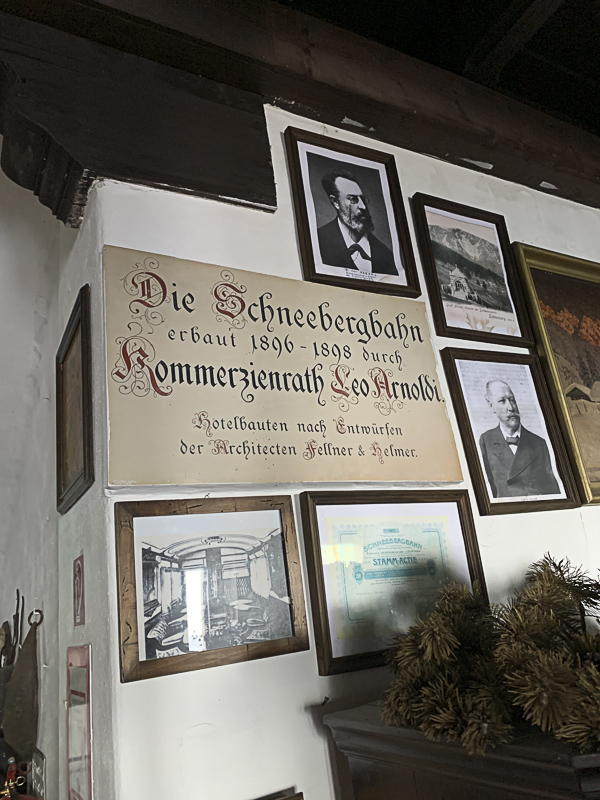 Die Schneebergbahn
erbaut 1896-1898 durch
Kommerzienrath Leo Arnoldi.
Hotelbauten nach Entwürfen
der Architecten Fellner & Helmer.
SCHNEEBERGBAHN
STAMM-ACTIE